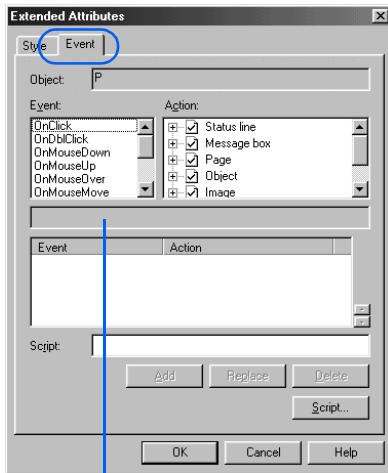 Extended Attributes
Style Event
Object: P
Event: Action:
OnClick
OnDblClick
OnMouseDown
OnMouseUp
OnMouseOver
OnMouseMove
Status line
Message box
Page
Object
Image
Event Action
Script:
Add Replace Delete
Script...
OK Cancel Help